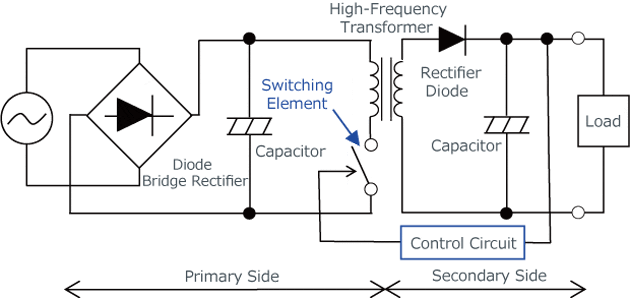 High-Frequency
Transformer
Switching
Element
Rectifier
Diode
Diode
Bridge Rectifier
Capacitor
Capacitor
Load
Control Circuit
Primary Side
Secondary Side